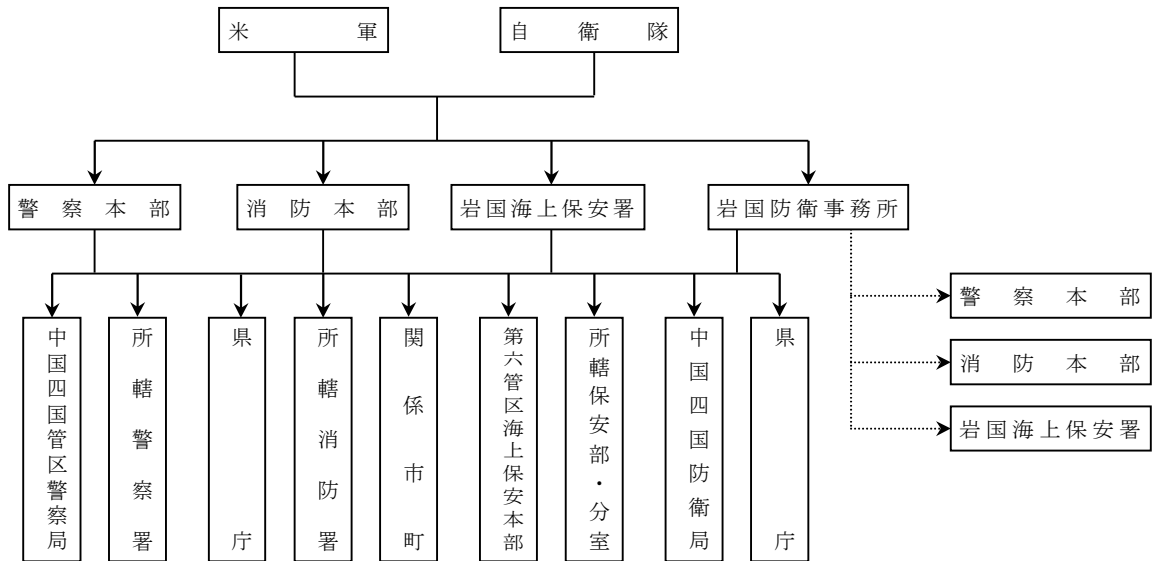 米軍
自衛隊
警察本部
消防本部
岩国海上保安署
岩国防衛事務所
中国四国管区警察局
所轄警察署
県庁
所轄消防署
関係市町
第六管区海上保安本部
所轄保安部・分室
中国四国防衛局
県庁
警察本部
消防本部
岩国海上保安署